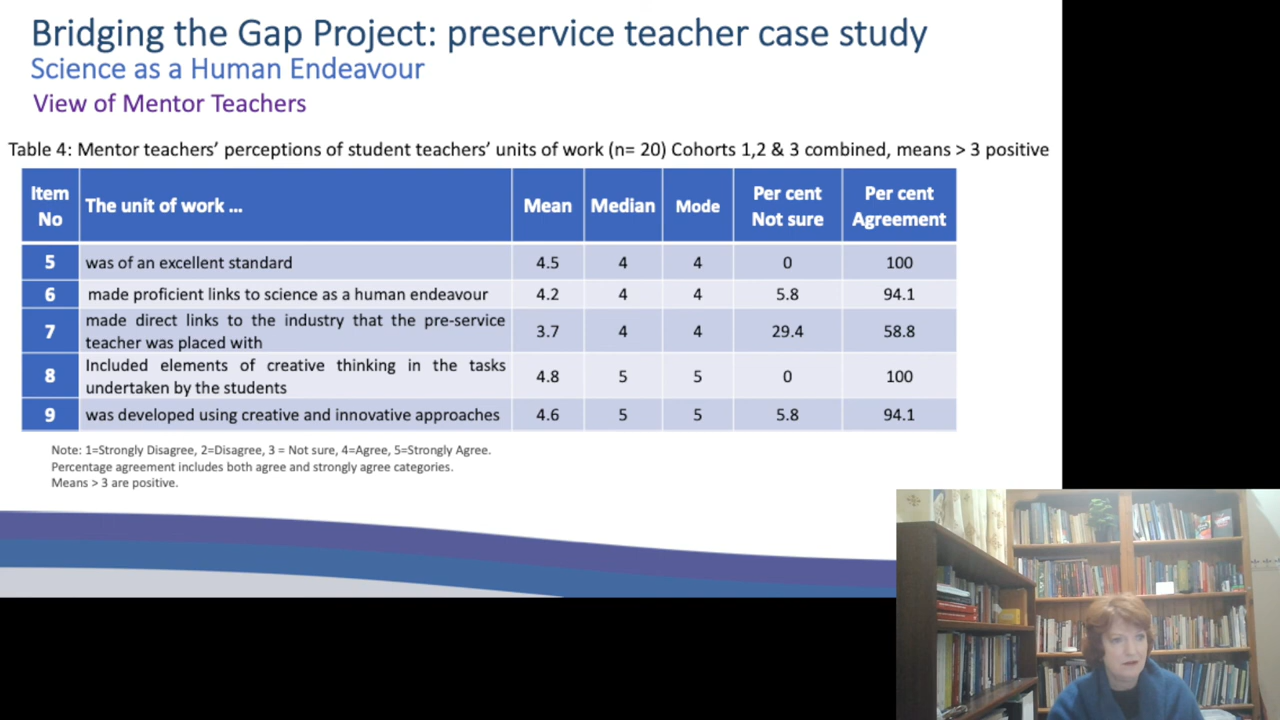 Bridging the Gap Project: preservice teacher case study
Science as a Human Endeavour
View of Mentor Teachers
Table 4: Mentor teachers' perceptions of student teachers' units of work (n= 20) Cohorts 1,2 & 3 combined, means > 3 positive
Item No The unit of work ... Mean Median Mode Per cent Not sure Per cent Agreement
5 was of an excellent standard 4.5 4 4 0 100
6 made proficient links to science as a human endeavour 4.2 4 4 5.8 94.1
7 made direct links to the industry that the pre-service teacher was placed with 3.7 4 4 29.4 58.8
8 Included elements of creative thinking in the tasks undertaken by the students 4.8 5 5 0 100
9 was developed using creative and innovative approaches 4.6 5 5 5.8 94.1
Note: 1=Strongly Disagree, 2=Disagree, 3 = Not sure, 4=Agree, 5=Strongly Agree.
Percentage agreement includes both agree and strongly agree categories.
Means > 3 are positive.